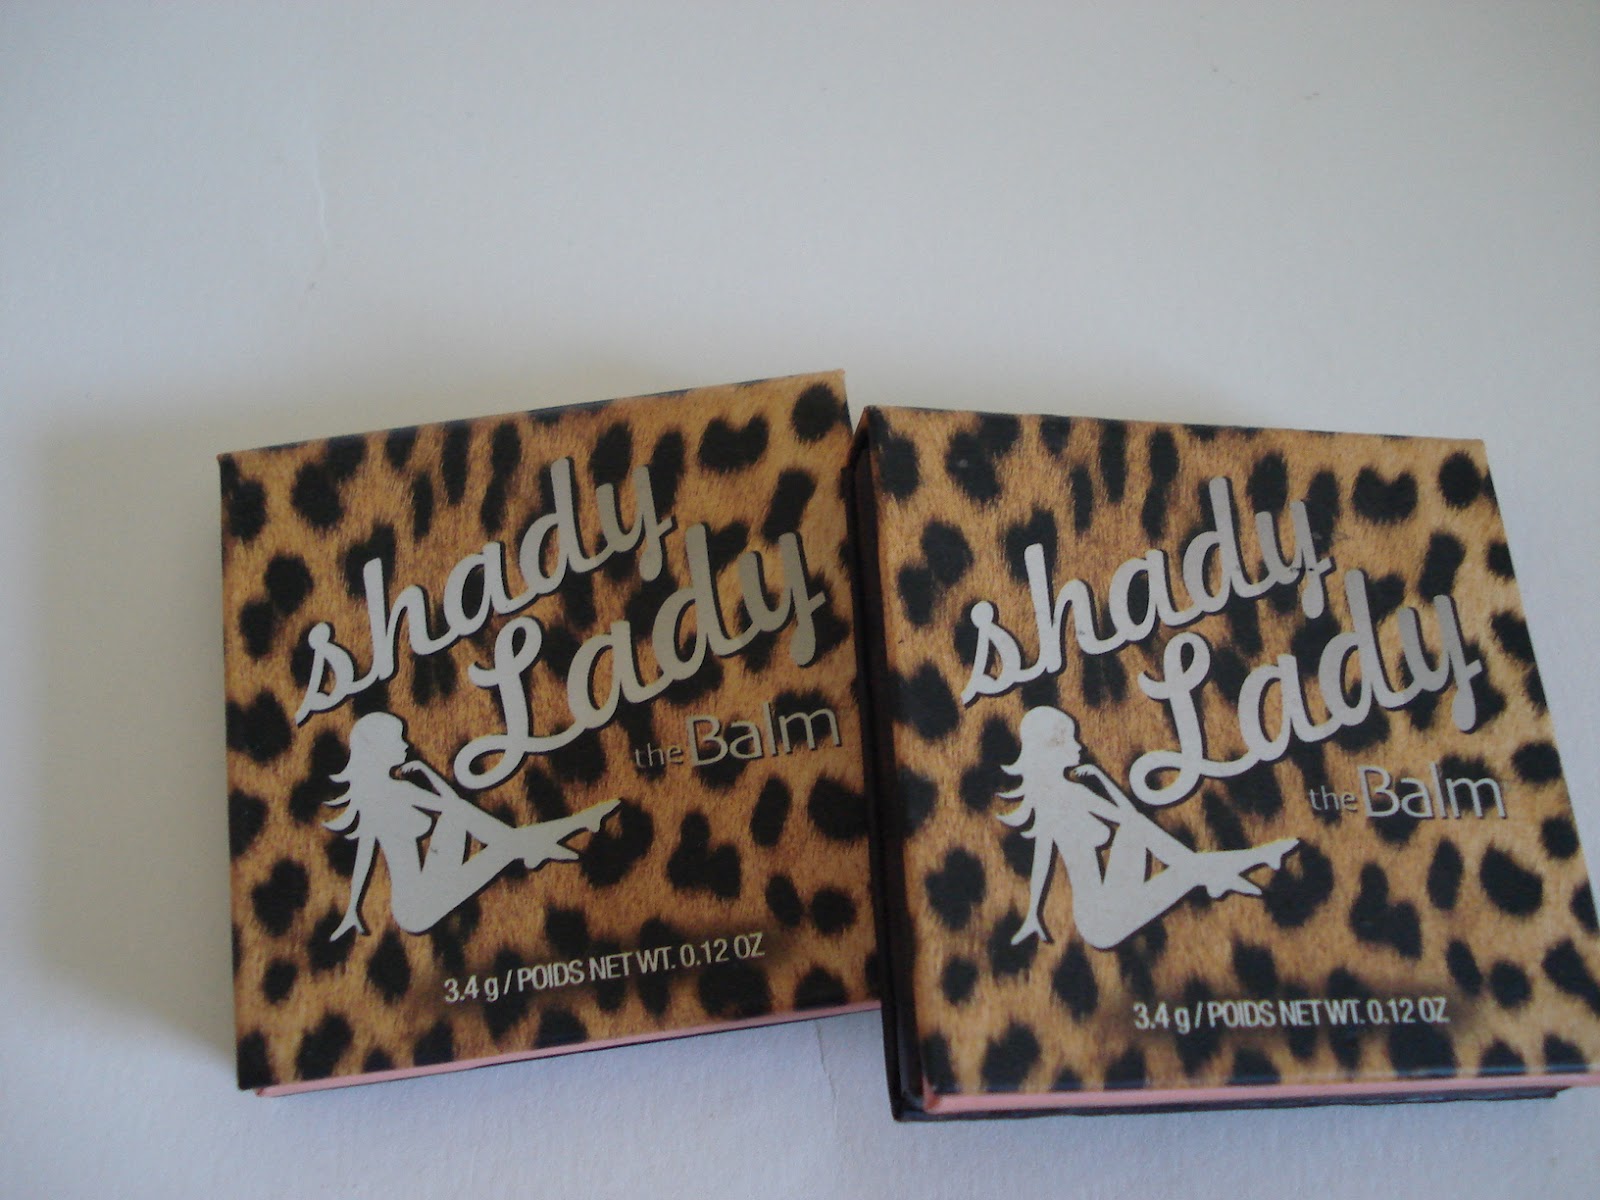 shady
Lady
the Balm
3.4 g / POIDS NET WT. 0.12 OZ
shady
Lady
the Balm
3.4 g / POIDS NET WT. 0.12 OZ